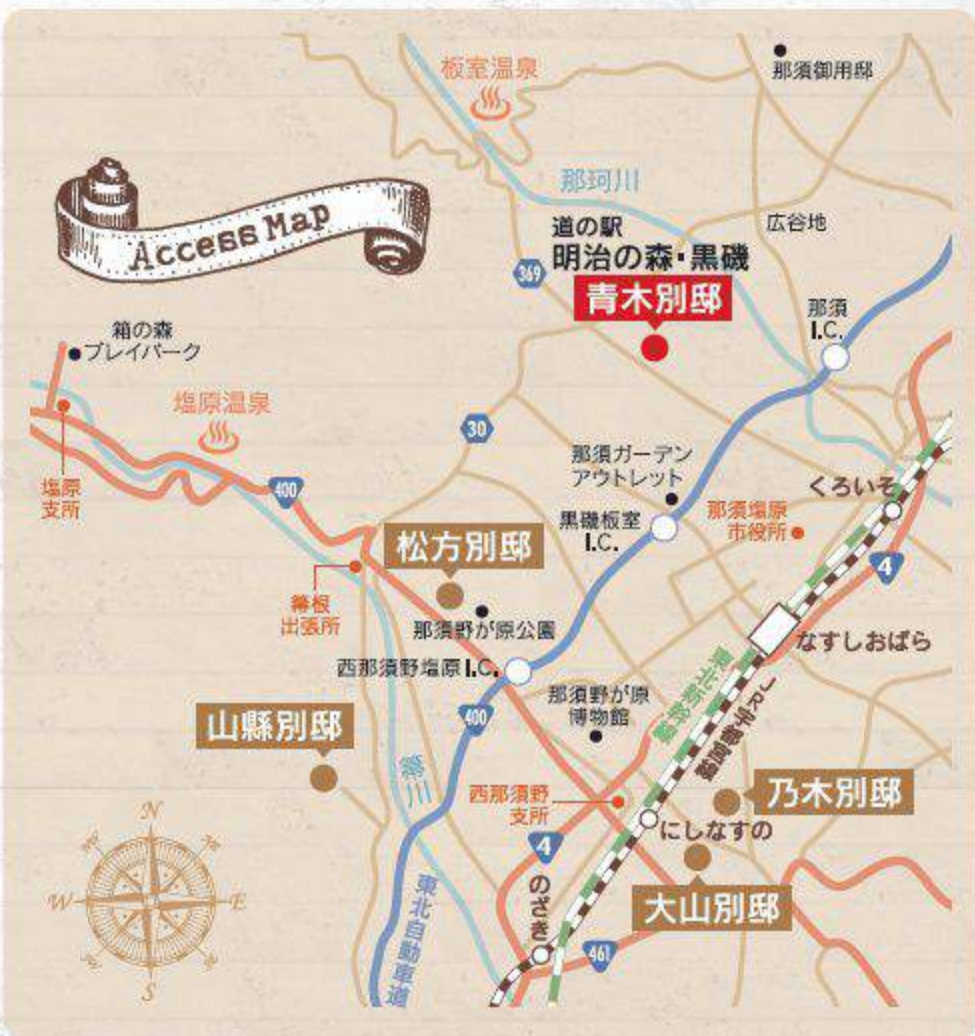 板室温泉
那須御用邸
那珂川
Access Map
道の駅
明治の森・黒磯
青木別邸
広谷地
369
那須
I.C.
箱の森
プレイパーク
塩原温泉
30
那須ガーデン
アウトレット
くろいそ
塩原
支所
400
黒磯板室
I.C.
那須塩原
市役所
松方別邸
4
箒根
出張所
那須野が原公園
なすしおばら
西那須野塩原I.C.
東北新幹線
JR宇都宮線
那須野が原
博物館
400
山縣別邸
箒川
西那須野
支所
乃木別邸
にしなすの
4
大山別邸
のざき
東北自動車道
461
N
W
E
S